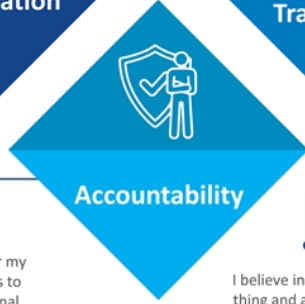 ation
Tra
Accountability
r my
s to
nal
I believe in
thing and a